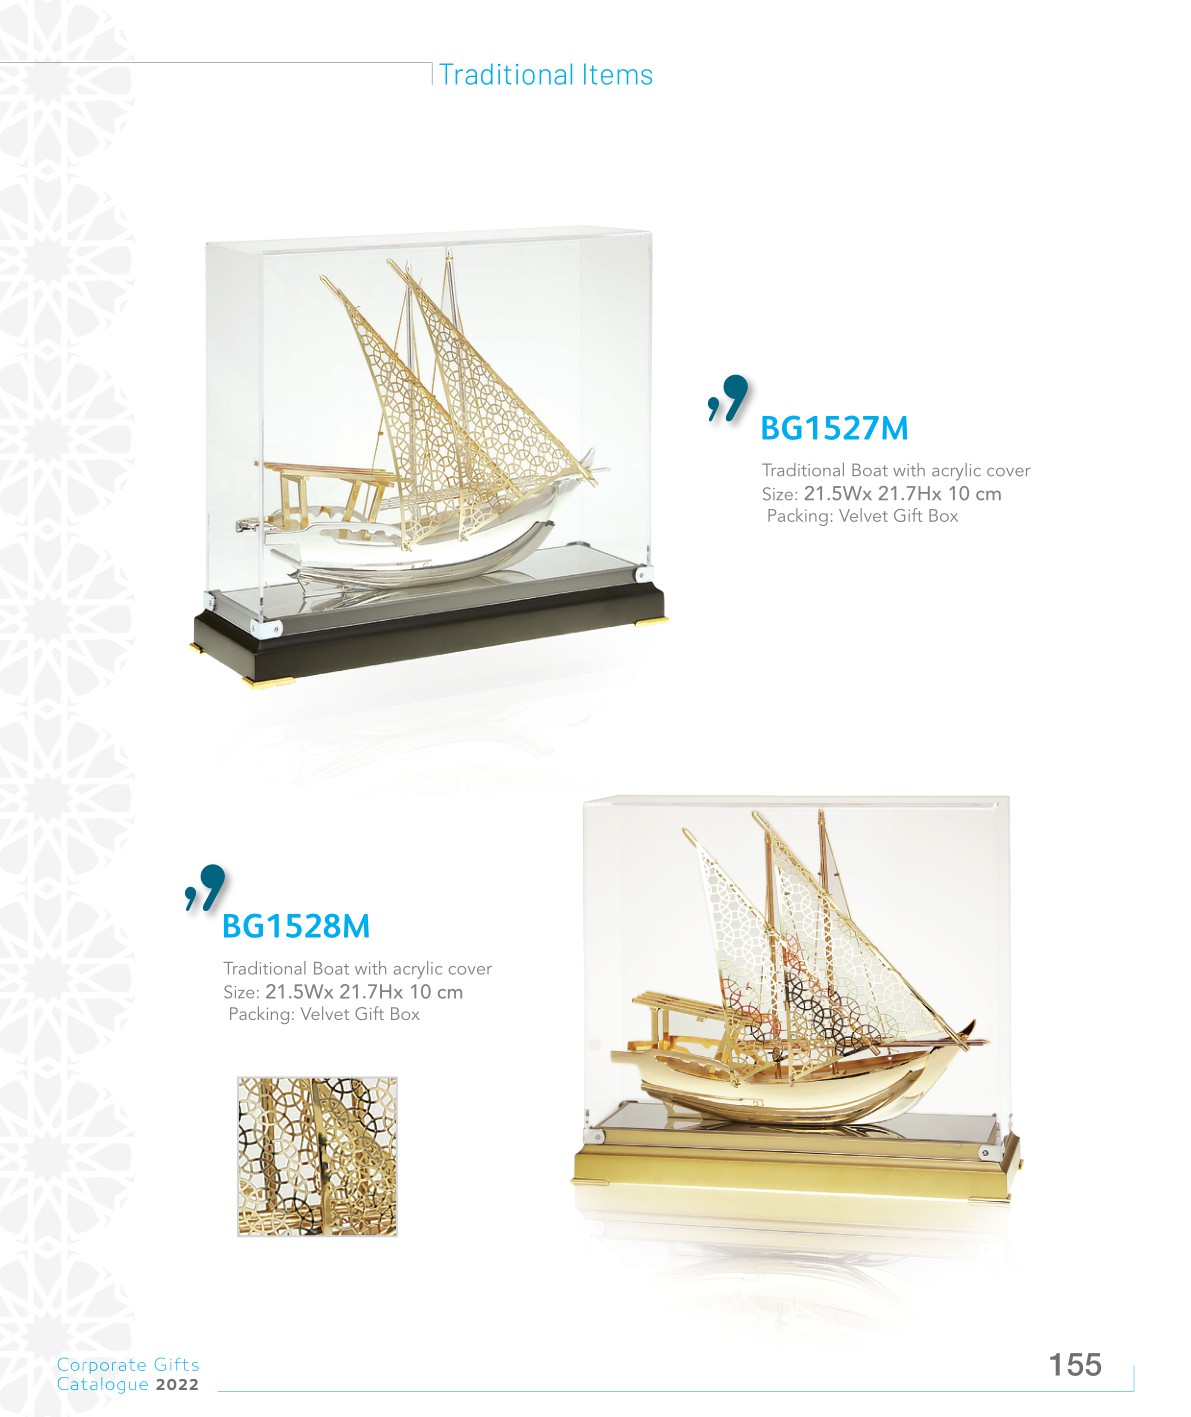 Traditional Items
BG1527M
Traditional Boat with acrylic cover
Size: 21.5Wx 21.7Hx 10 cm
Packing: Velvet Gift Box
BG1528M
Traditional Boat with acrylic cover
Size: 21.5Wx 21.7Hx 10 cm
Packing: Velvet Gift Box
Corporate Gifts
Catalogue 2022
155